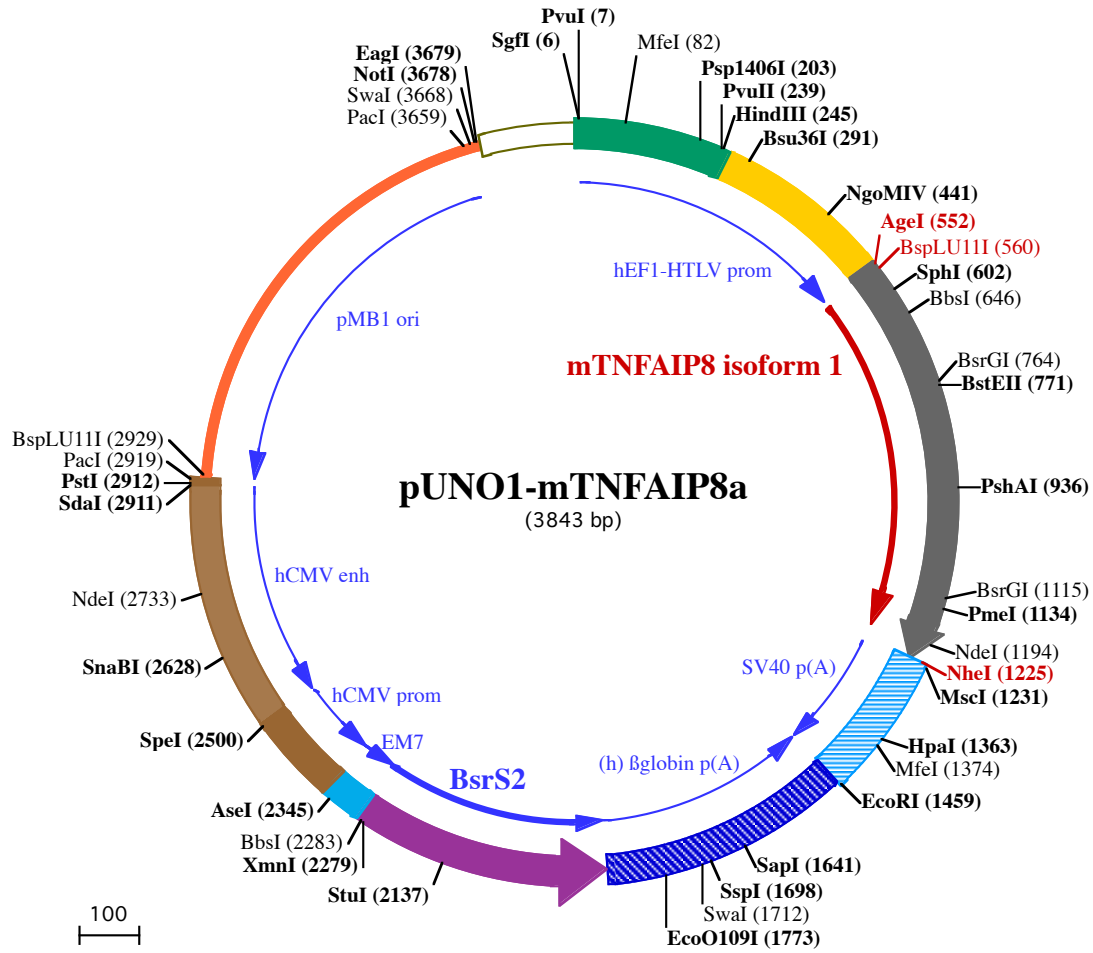 PvuI (7)
SgfI (6)
MfeI (82)
EagI (3679)
NotI (3678)
SwaI (3668)
PacI (3659)
Psp1406I (203)
PvuII (239)
HindIII (245)
Bsu36I (291)
NgoMIV (441)
AgeI (552)
BspLU11I (560)
SphI (602)
BbsI (646)
hEF1-HTLV prom
pMB1 ori
mTNFAIP8 isoform 1
BsrGI (764)
BstEII (771)
BspLU11I (2929)
PacI (2919)
PstI (2912)
SdaI (2911)
pUNO1-mTNFAIP8a
(3843 bp)
PshAI (936)
hCMV enh
NdeI (2733)
BsrGI (1115)
PmeI (1134)
SnaBI (2628)
NdeI (1194)
NheI (1225)
MscI (1231)
SV40 p(A)
hCMV prom
SpeI (2500)
EM7
HpaI (1363)
MfeI (1374)
(h) ßglobin p(A)
BsrS2
EcoRI (1459)
AseI (2345)
BbsI (2283)
XmnI (2279)
StuI (2137)
SapI (1641)
SspI (1698)
SwaI (1712)
EcoO109I (1773)
100